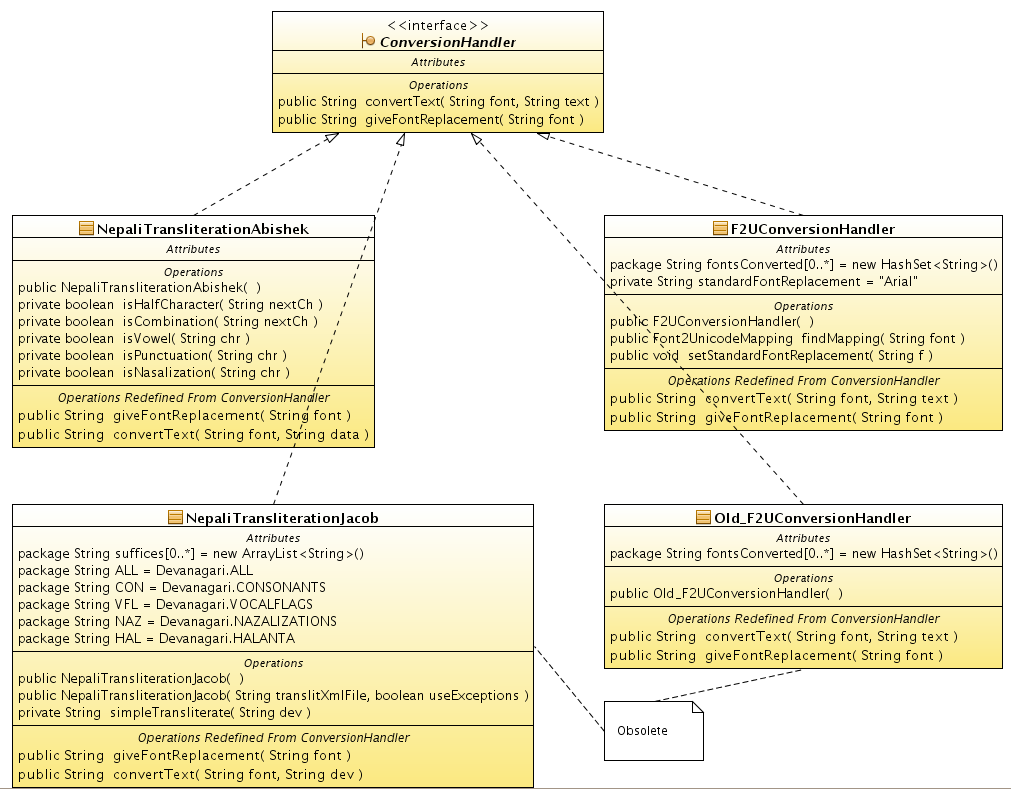 <<interface>>
ConversionHandler
Attributes
Operations
public String convertText( String font, String text )
public String giveFontReplacement( String font )
NepaliTransliterationAbishek
Attributes
Operations
public NepaliTransliterationAbishek( )
private boolean isHalfCharacter( String nextCh )
private boolean isCombination( String nextCh )
private boolean isVowel( String chr )
private boolean isPunctuation( String chr )
private boolean isNasalization( String chr )
Operations Redefined From ConversionHandler
public String giveFontReplacement( String font )
public String convertText( String font, String data )
F2UConversionHandler
Attributes
package String fontsConverted[0..*] = new HashSet<String>()
private String standardFontReplacement = "Arial"
Operations
public F2UConversionHandler( )
public Font2UnicodeMapping findMapping( String font )
public void setStandardFontReplacement( String f )
Operations Redefined From ConversionHandler
public String convertText( String font, String text )
public String giveFontReplacement( String font )
NepaliTransliterationJacob
Attributes
package String suffices[0..*] = new ArrayList<String>()
package String ALL = Devanagari.ALL
package String CON = Devanagari.CONSONANTS
package String VFL = Devanagari.VOCALFLAGS
package String NAZ = Devanagari.NAZALIZATIONS
package String HAL = Devanagari.HALANTA
Operations
public NepaliTransliterationJacob( )
public NepaliTransliterationJacob( String translitXmlFile, boolean useExceptions )
private String simpleTransliterate( String dev )
Operations Redefined From ConversionHandler
public String giveFontReplacement( String font )
public String convertText( String font, String dev )
Old_F2UConversionHandler
Attributes
package String fontsConverted[0..*] = new HashSet<String>()
Operations
public Old_F2UConversionHandler( )
Operations Redefined From ConversionHandler
public String convertText( String font, String text )
public String giveFontReplacement( String font )
Obsolete